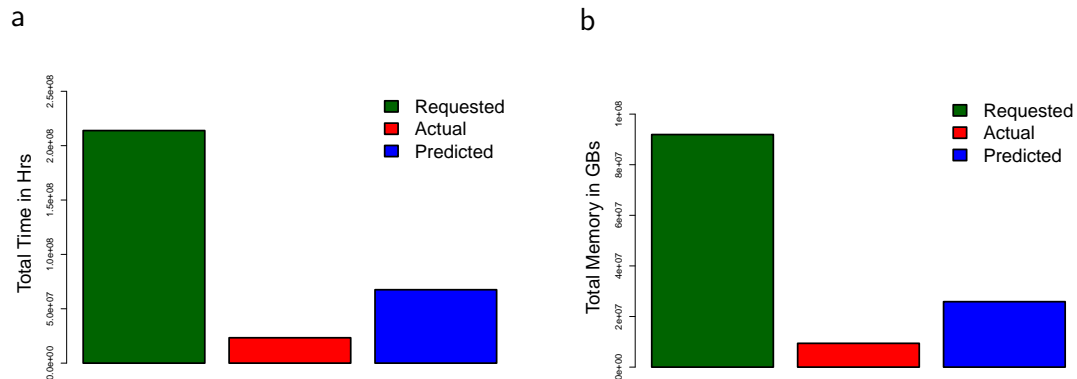 a
Total Time in Hrs
0.0e+00
5.0e+07
1.0e+08
1.5e+08
2.0e+08
2.5e+08
Requested
Actual
Predicted
b
Total Memory in GBs
0e+00
2e+07
4e+07
6e+07
8e+07
1e+08
Requested
Actual
Predicted